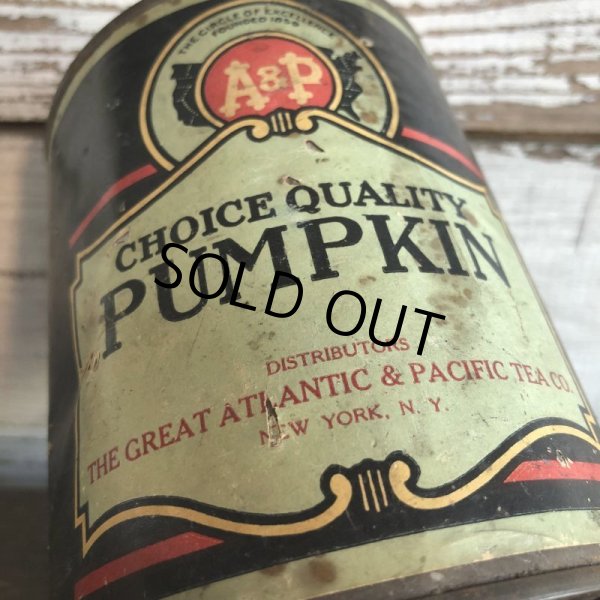 THE CIRCLE OF EXCELLENCE
FOUNDED 1859
A&P
CHOICE QUALITY
PUMPKIN
SOLD OUT
DISTRIBUTORS
THE GREAT ATLANTIC & PACIFIC TEA CO.
NEW YORK, N. Y.